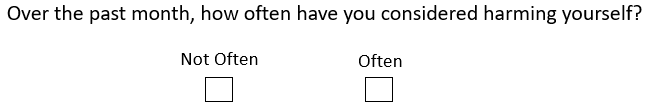 Over the past month, how often have you considered harming yourself?
Not Often Often